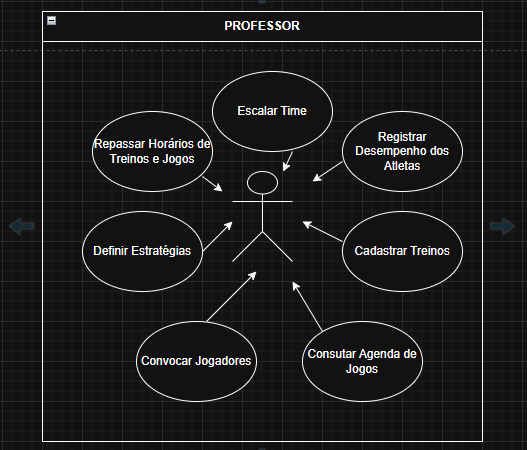 PROFESSOR
Escalar Time
Repassar Horários de
Treinos e Jogos
Registrar
Desempenho dos
Atletas
Definir Estratégias
Cadastrar Treinos
Convocar Jogadores
Consutar Agenda de
Jogos